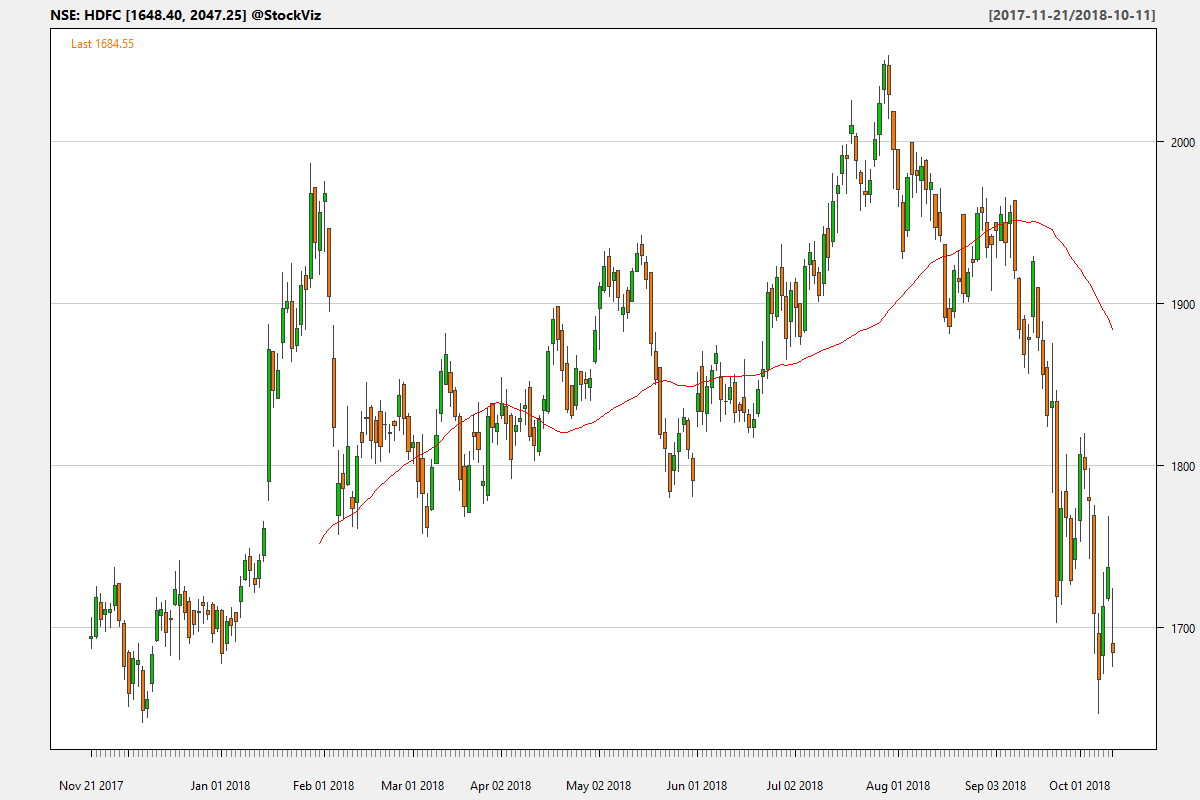 NSE: HDFC [1648.40, 2047.25] @StockViz [2017-11-21/2018-10-11]
Last 1684.55
2000
1900
1800
1700
Nov 21 2017 Jan 01 2018 Feb 01 2018 Mar 01 2018 Apr 02 2018 May 02 2018 Jun 01 2018 Jul 02 2018 Aug 01 2018 Sep 03 2018 Oct 01 2018